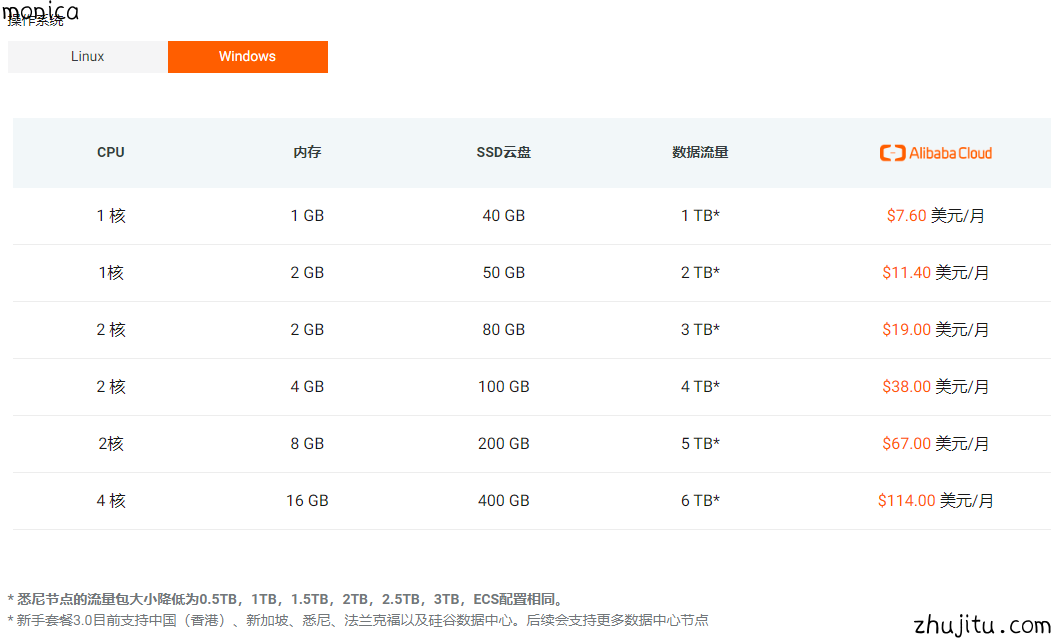 monica
操作系统
Linux Windows
CPU 内存 SSD云盘 数据流量 Alibaba Cloud
1 核 1 GB 40 GB 1 TB* $7.60 美元/月
1核 2 GB 50 GB 2 TB* $11.40 美元/月
2 核 2 GB 80 GB 3 TB* $19.00 美元/月
2 核 4 GB 100 GB 4 TB* $38.00 美元/月
2核 8 GB 200 GB 5 TB* $67.00 美元/月
4 核 16 GB 400 GB 6 TB* $114.00 美元/月
* 悉尼节点的流量包大小降低为0.5TB，1TB，1.5TB，2TB，2.5TB，3TB，ECS配置相同。
* 新手套餐3.0目前支持中国（香港）、新加坡、悉尼、法兰克福以及硅谷数据中心。后续会支持更多数据中心节点
zhujitu.com